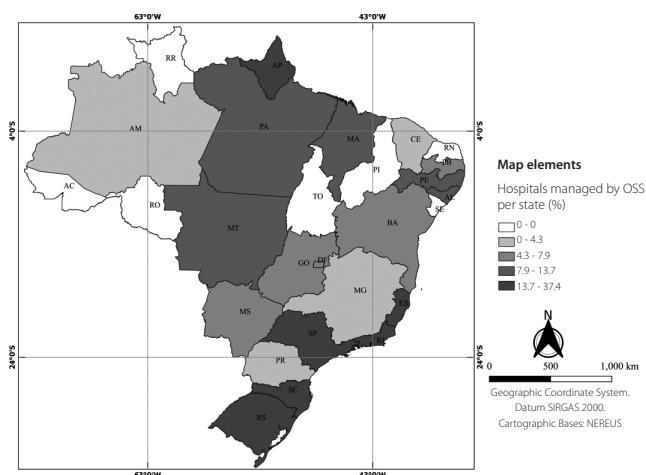 63°0'W 43°0'W
RR
AP
4°0'S 4°0'S
AM PA MA CE
RN
PB
PI
PE
AC
AL
TO
SE
RO
BA
MT
DF
GO
MG
MS
ES
SP
RJ
24°0'S 24°0'S
PR
SC
RS
63°0'W 43°0'W
Map elements
Hospitals managed by OSS
per state (%)
0 - 0
0 - 4.3
4.3 - 7.9
7.9 - 13.7
13.7 - 37.4
N
0 500 1,000 km
Geographic Coordinate System.
Datum SIRGAS 2000.
Cartographic Bases: NEREUS